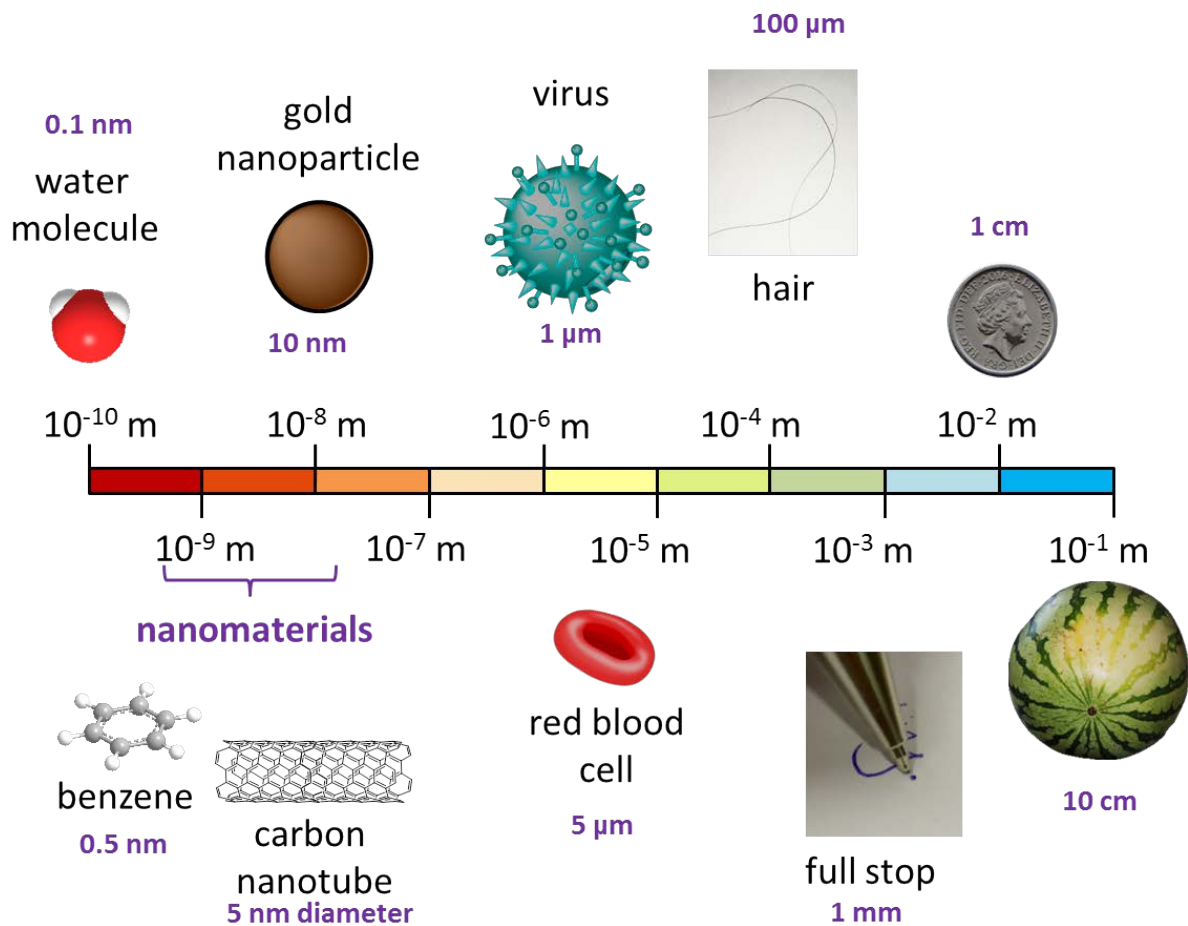 100 µm
virus
gold
nanoparticle
0.1 nm
water
molecule
1 cm
hair
10 nm
1 µm
10⁻¹⁰ m
10⁻⁸ m
10⁻⁶ m
10⁻⁴ m
10⁻² m
10⁻⁹ m
10⁻⁷ m
10⁻⁵ m
10⁻³ m
10⁻¹ m
nanomaterials
red blood
cell
benzene
0.5 nm
carbon
nanotube
5 nm diameter
5 µm
full stop
1 mm
10 cm